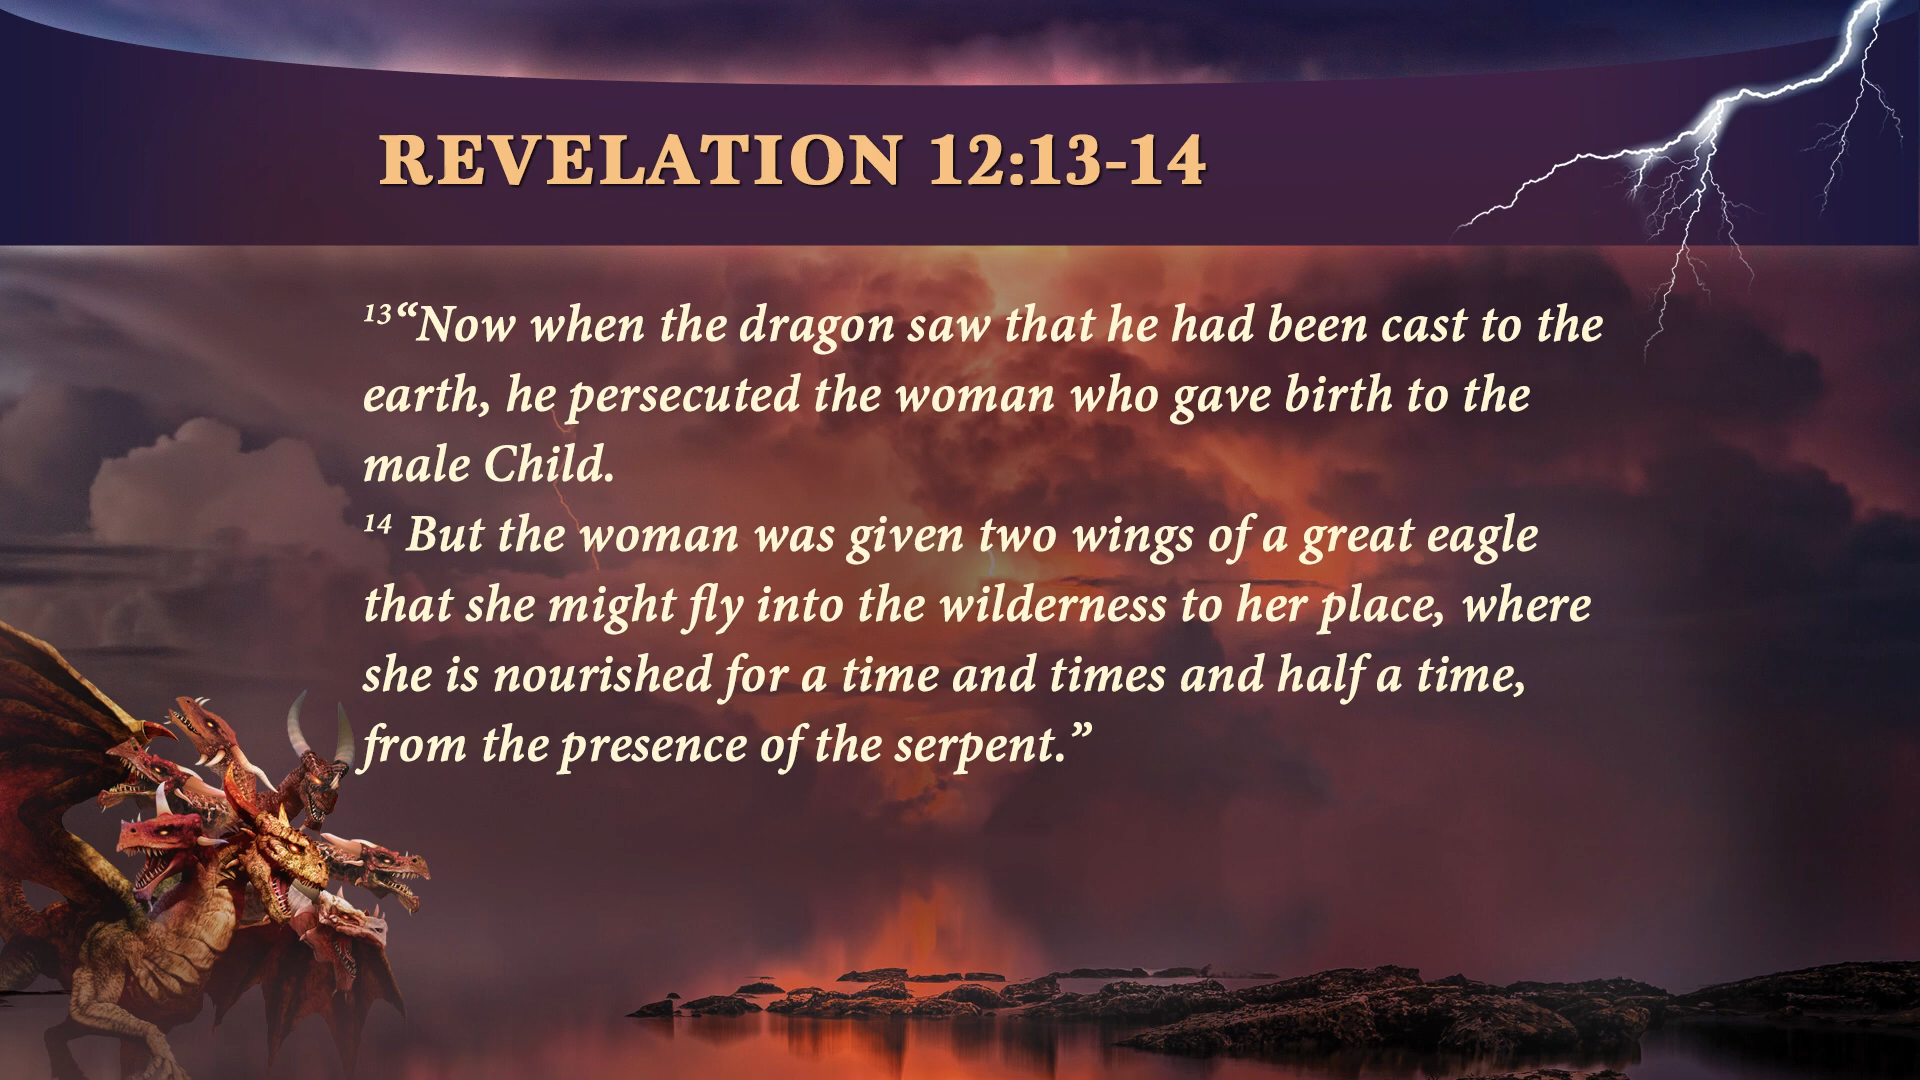 REVELATION 12:13-14
¹³“Now when the dragon saw that he had been cast to the
earth, he persecuted the woman who gave birth to the
male Child.
¹⁴ But the woman was given two wings of a great eagle
that she might fly into the wilderness to her place, where
she is nourished for a time and times and half a time,
from the presence of the serpent.”